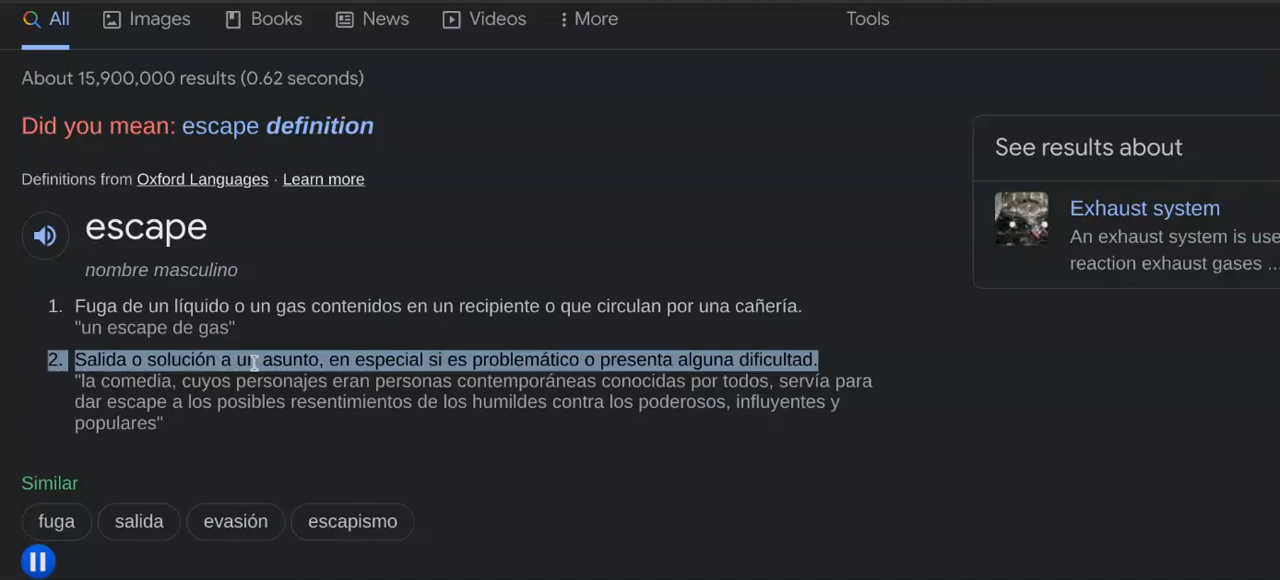 All Images Books News Videos More Tools
About 15,900,000 results (0.62 seconds)
Did you mean: escape definition
See results about
Definitions from Oxford Languages · Learn more
Exhaust system
An exhaust system is use
reaction exhaust gases ...
escape
nombre masculino
1. Fuga de un líquido o un gas contenidos en un recipiente o que circulan por una cañería.
"un escape de gas"
2. Salida o solución a un asunto, en especial si es problemático o presenta alguna dificultad.
"la comedia, cuyos personajes eran personas contemporáneas conocidas por todos, servía para
dar escape a los posibles resentimientos de los humildes contra los poderosos, influyentes y
populares"
Similar
fuga salida evasión escapismo